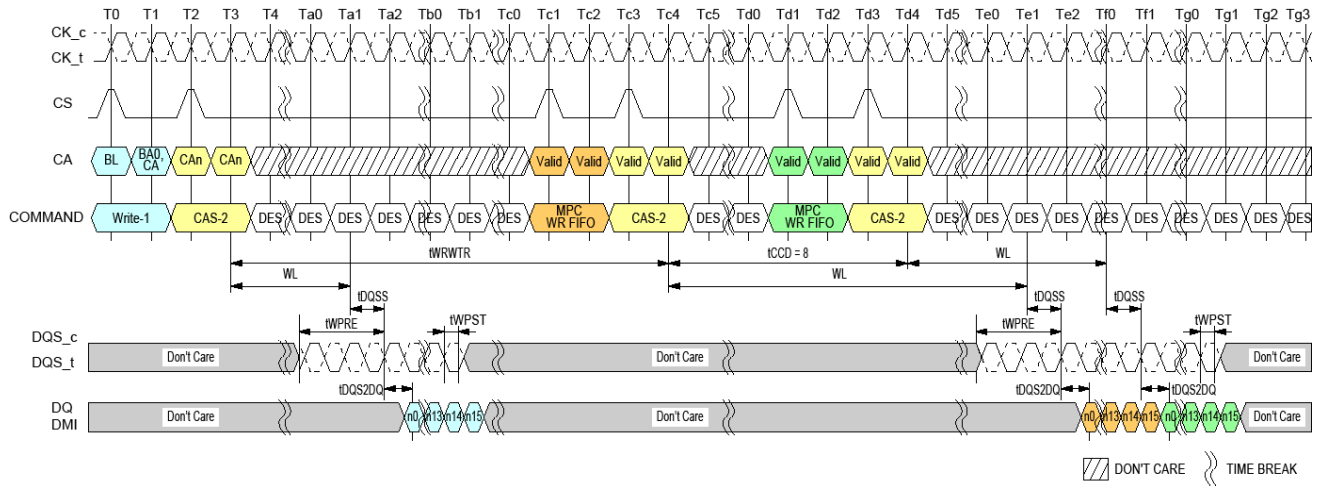 T0 T1 T2 T3 T4 Ta0 Ta1 Ta2 Tb0 Tb1 Tc0 Tc1 Tc2 Tc3 Tc4 Tc5 Td0 Td1 Td2 Td3 Td4 Td5 Te0 Te1 Te2 Tf0 Tf1 Tg0 Tg1 Tg2 Tg3
CK_c
CK_t
CS
CA BL BA0, CA CAn CAn Valid Valid Valid Valid Valid Valid Valid Valid
COMMAND Write-1 CAS-2 DES DES DES DES DES DES DES MPC WR FIFO CAS-2 DES DES MPC WR FIFO CAS-2 DES DES DES DES DES DES DES DES DES DES
tWRWTR tCCD = 8 WL
WL WL
tDQSS tDQSS tDQSS
tWPRE tWPST tWPRE tWPST
DQS_c
DQS_t Don't Care Don't Care Don't Care
tDQS2DQ tDQS2DQ tDQS2DQ
DQ
DMI Don't Care n0 n13 n14 n15 Don't Care n0 n13 n14 n15 n0 n13 n14 n15 Don't Care
DON'T CARE TIME BREAK